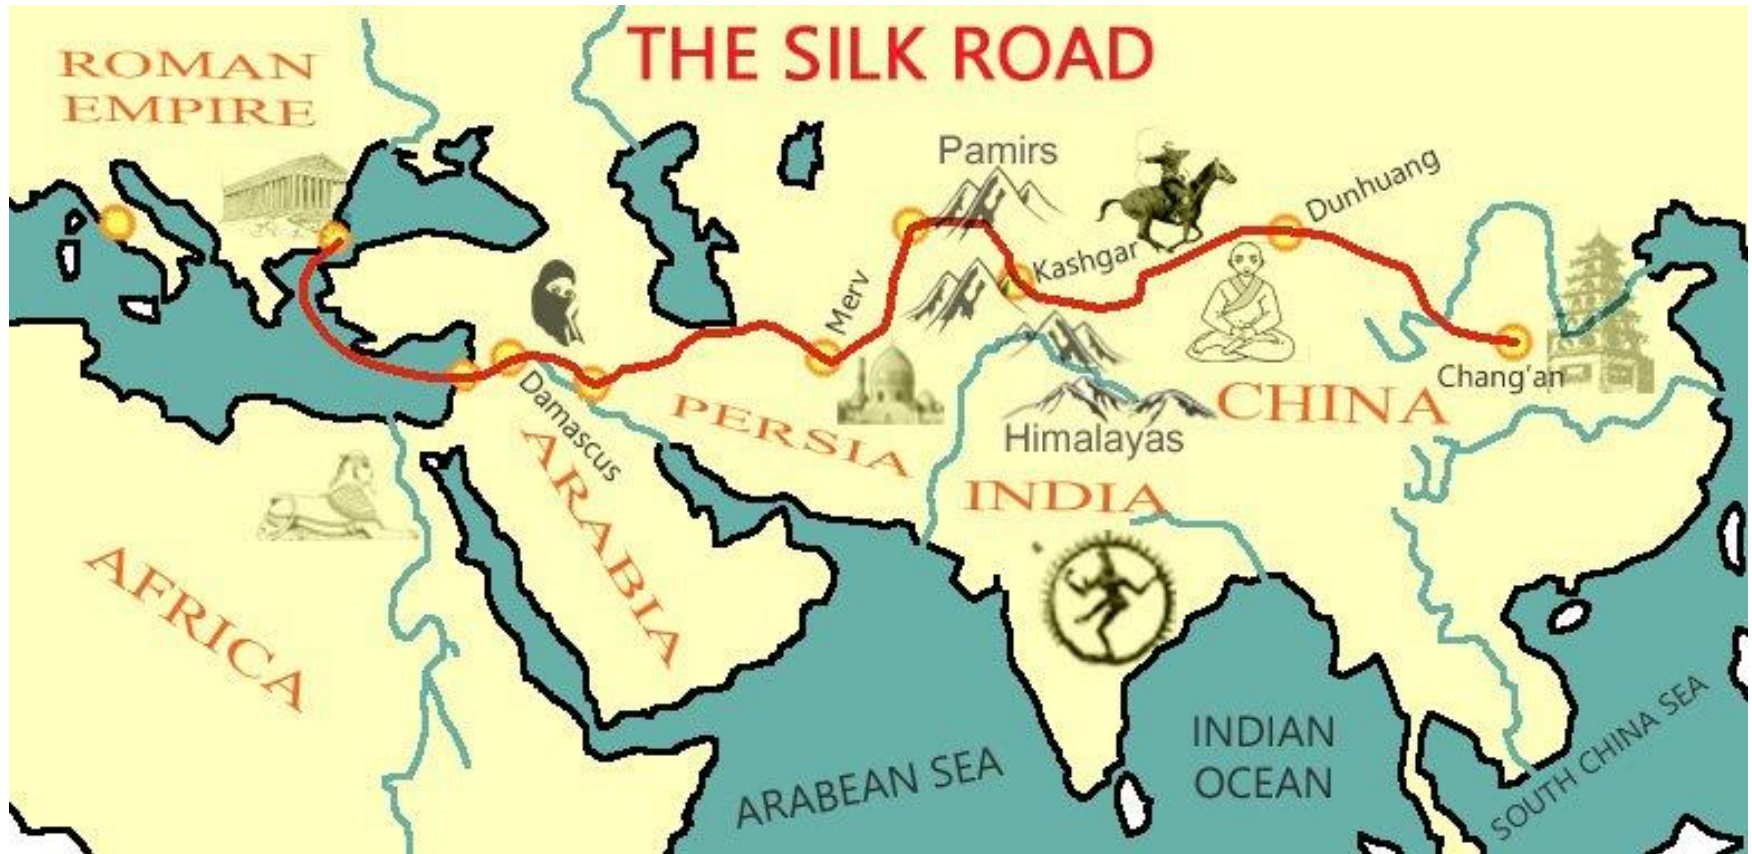 THE SILK ROAD
ROMAN
EMPIRE
Pamirs
Dunhuang
Kashgar
Merv
Chang'an
Damascus
CHINA
PERSIA
Himalayas
ARABIA
INDIA
AFRICA
INDIAN
OCEAN
ARABEAN SEA
SOUTH CHINA SEA